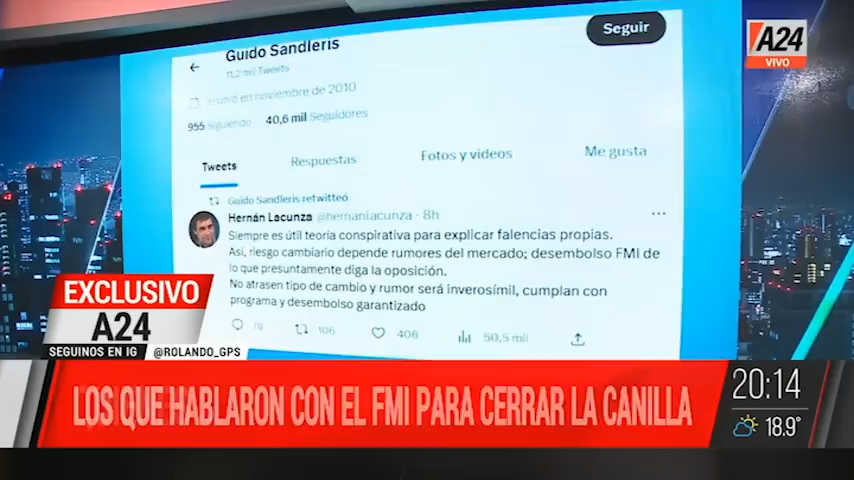 Guido Sandleris
11,2 mil Tweets
Seguir
A24
VIVO
Se unió en noviembre de 2010
955 Siguiendo 40,6 mil Seguidores
Tweets Respuestas Fotos y videos Me gusta
Guido Sandleris retwitteó
Hernán Lacunza @hernanlacunza · 8h
Siempre es útil teoría conspirativa para explicar falencias propias.
Así, riesgo cambiario depende rumores del mercado; desembolso FMI de
lo que presuntamente diga la oposición.
No atrasen tipo de cambio y rumor será inverosímil, cumplan con
programa y desembolso garantizado
106 406 50,5 mil
EXCLUSIVO
A24
SEGUINOS EN IG @ROLANDO_GPS
LOS QUE HABLARON CON EL FMI PARA CERRAR LA CANILLA
20:14
18.9°